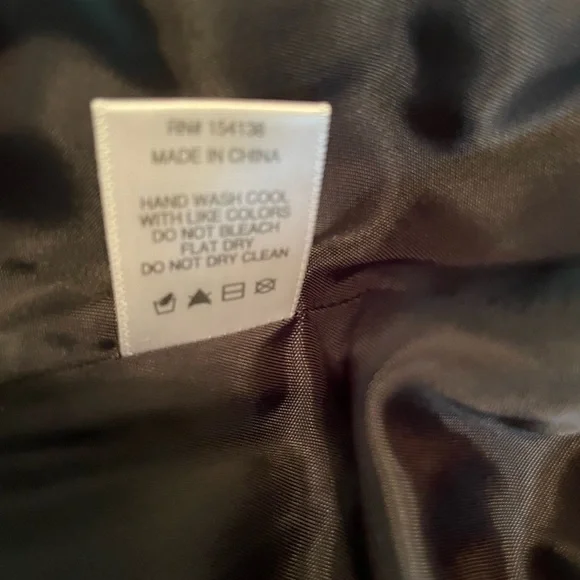 RN# 154136
MADE IN CHINA
HAND WASH COOL
WITH LIKE COLORS
DO NOT BLEACH
FLAT DRY
DO NOT DRY CLEAN